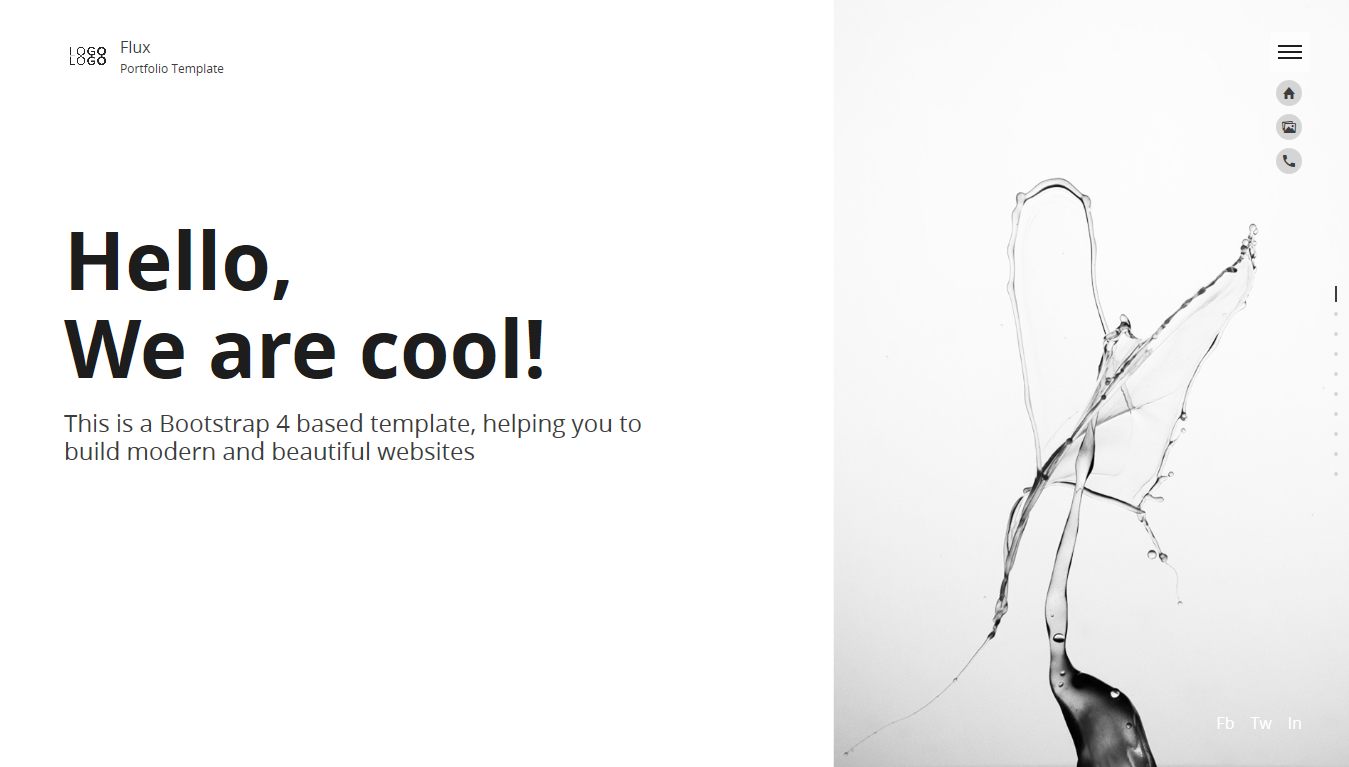 LOGO
LOGO
Flux
Portfolio Template
Hello,
We are cool!
This is a Bootstrap 4 based template, helping you to
build modern and beautiful websites
Fb Tw In